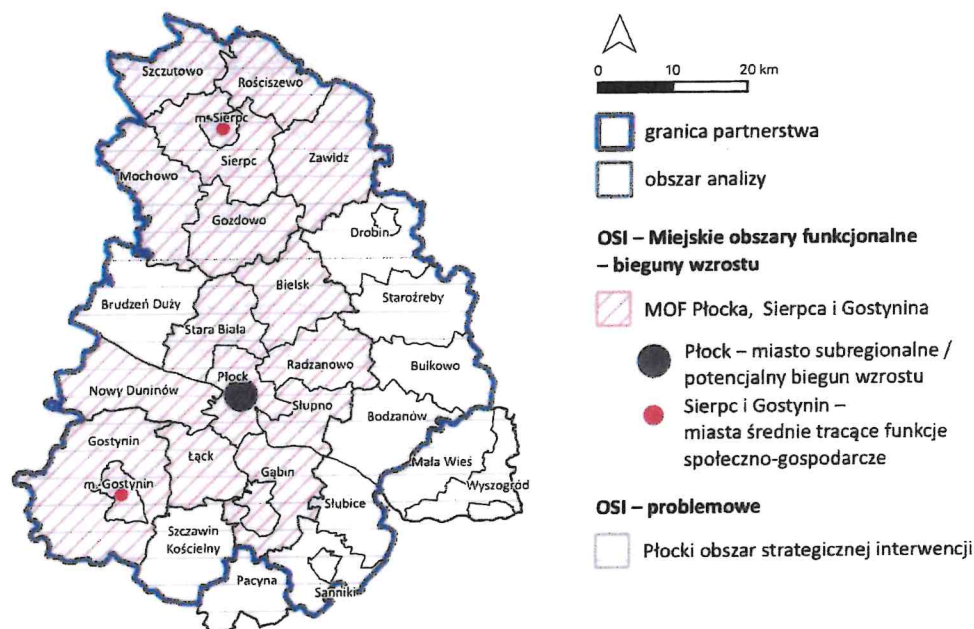 Szczutowo
Rościszewo
m. Sierpc
Sierpc
Zawidz
Mochowo
Gozdowo
Drobin
Bielsk
Staroźreby
Brudzeń Duży
Stara Biała
Radzanowo
Bulkowo
Płock
Nowy Duninów
Słupno
Bodzanów
Gostynin
Łąck
Gąbin
Mała Wieś
m. Gostynin
Wyszogród
Słubice
Szczawin
Kościelny
Pacyna
Sanniki
0 10 20 km
granica partnerstwa
obszar analizy
OSI – Miejskie obszary funkcjonalne
– bieguny wzrostu
MOF Płocka, Sierpca i Gostynina
Płock – miasto subregionalne /
potencjalny biegun wzrostu
Sierpc i Gostynin –
miasta średnie tracące funkcje
społeczno-gospodarcze
OSI – problemowe
Płocki obszar strategicznej interwencji